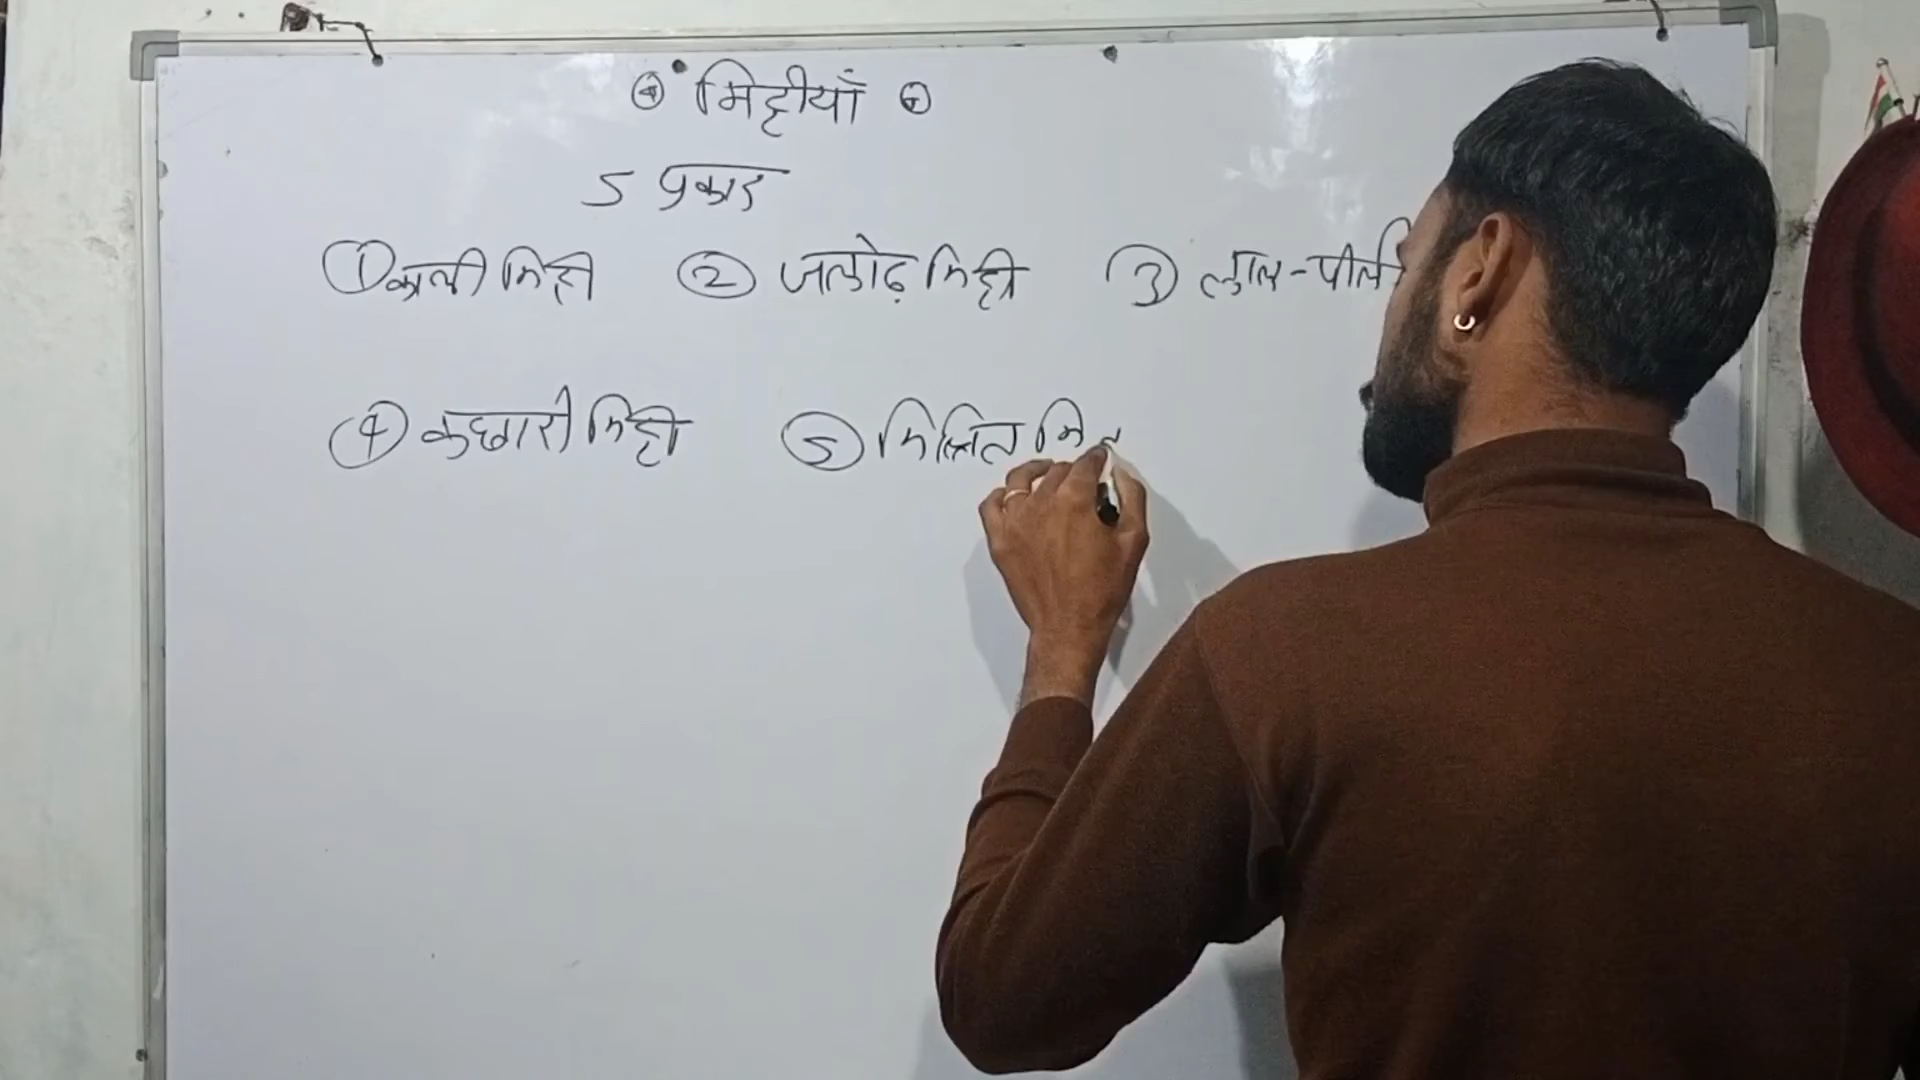 मिट्टीयाँ
5 प्रकार
① काली मिट्टी ② जलोढ़ मिट्टी ③ लाल-पीली
④ कछारी मिट्टी ⑤ मिश्रित मि